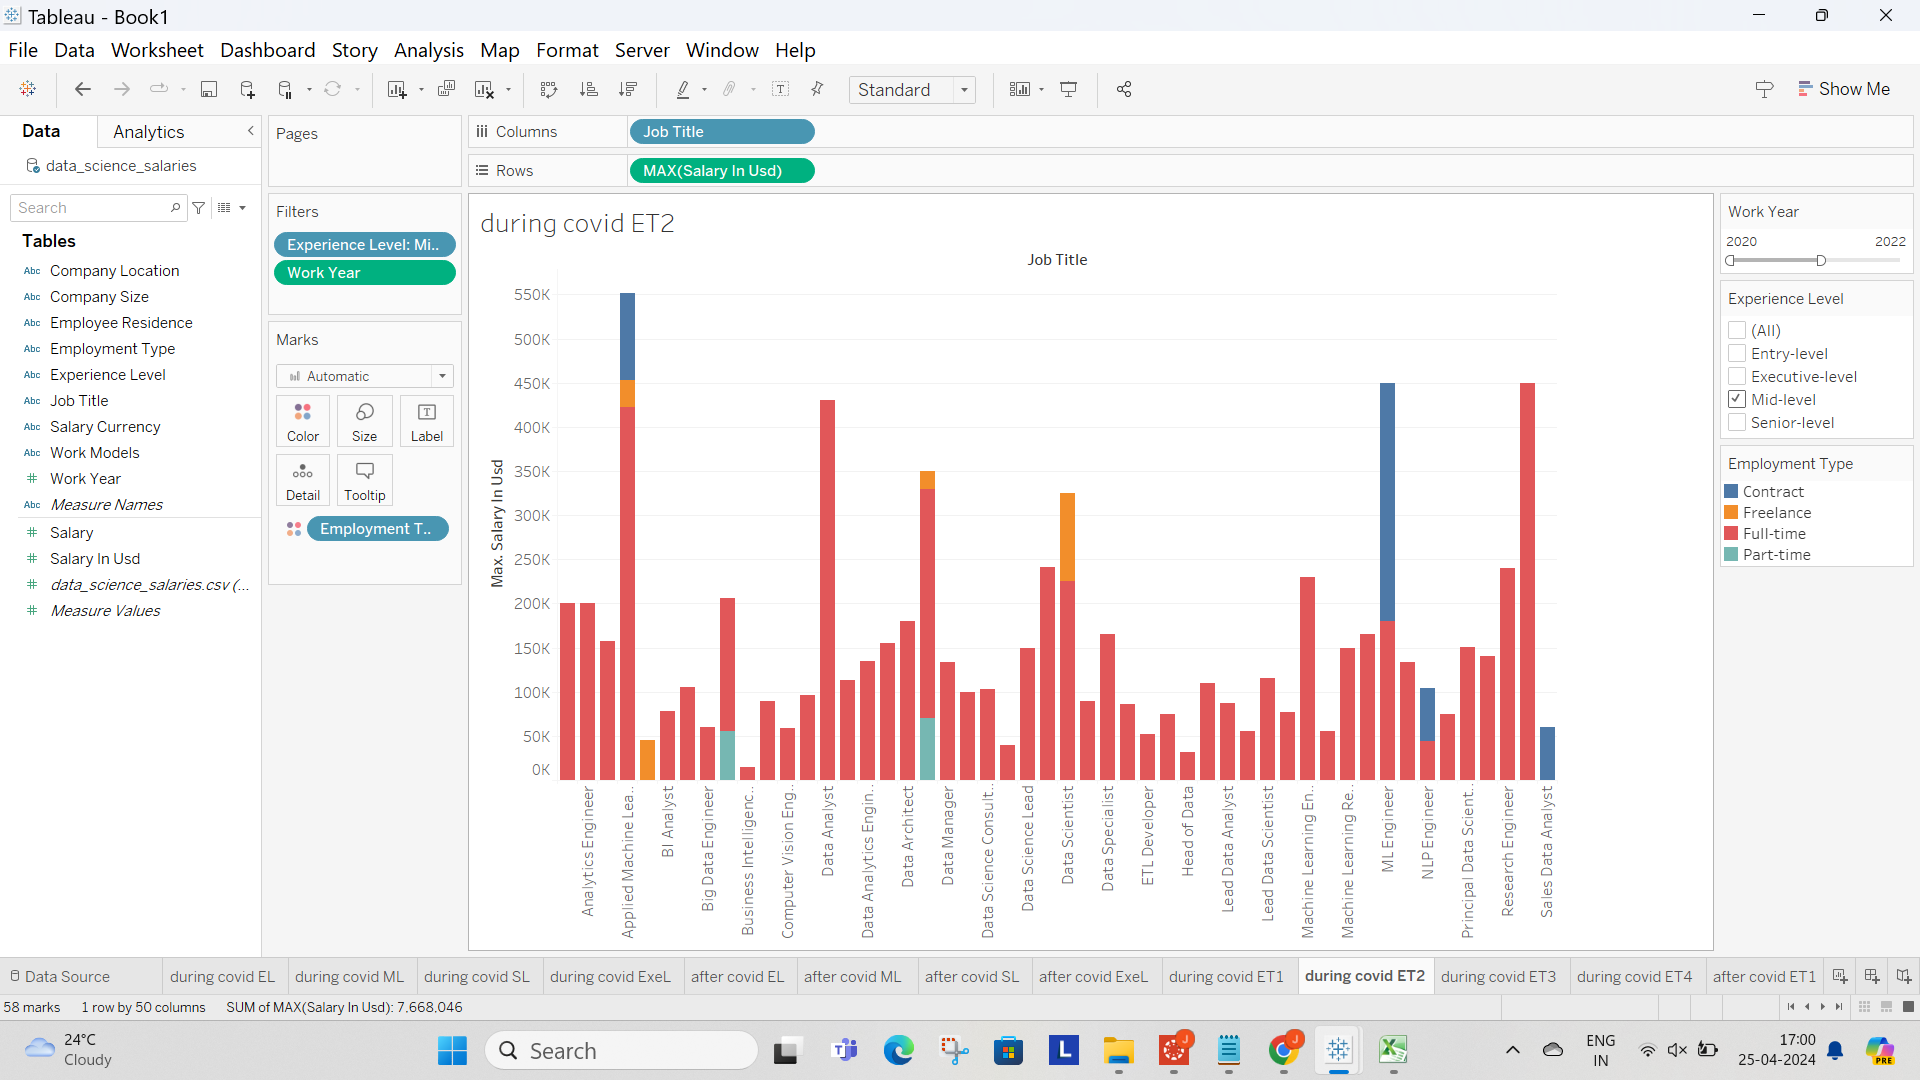 Tableau - Book1
File Data Worksheet Dashboard Story Analysis Map Format Server Window Help
Standard
Show Me
Data
Analytics
data_science_salaries
Search
Tables
Abc Company Location
Abc Company Size
Abc Employee Residence
Abc Employment Type
Abc Experience Level
Abc Job Title
Abc Salary Currency
Abc Work Models
# Work Year
Abc Measure Names
# Salary
# Salary In Usd
# data_science_salaries.csv (...
# Measure Values
Pages
Filters
Experience Level: Mi..
Work Year
Marks
Automatic
Color Size Label
Detail Tooltip
Employment T..
Columns
Job Title
Rows
MAX(Salary In Usd)
during covid ET2
Job Title
Max. Salary In Usd
550K
500K
450K
400K
350K
300K
250K
200K
150K
100K
50K
0K
Analytics Engineer
Applied Machine Lea..
BI Analyst
Big Data Engineer
Business Intelligenc..
Computer Vision Eng..
Data Analyst
Data Analytics Engin..
Data Architect
Data Manager
Data Science Consult..
Data Science Lead
Data Scientist
Data Specialist
ETL Developer
Head of Data
Lead Data Analyst
Lead Data Scientist
Machine Learning En..
Machine Learning Re..
ML Engineer
NLP Engineer
Principal Data Scient..
Research Engineer
Sales Data Analyst
Work Year
2020 2022
Experience Level
(All)
Entry-level
Executive-level
Mid-level
Senior-level
Employment Type
Contract
Freelance
Full-time
Part-time
Data Source
during covid EL
during covid ML
during covid SL
during covid ExeL
after covid EL
after covid ML
after covid SL
after covid ExeL
during covid ET1
during covid ET2
during covid ET3
during covid ET4
after covid ET1
58 marks 1 row by 50 columns SUM of MAX(Salary In Usd): 7,668,046
24°C
Cloudy
Search
L
J
J
ENG
IN
17:00
25-04-2024
PRE